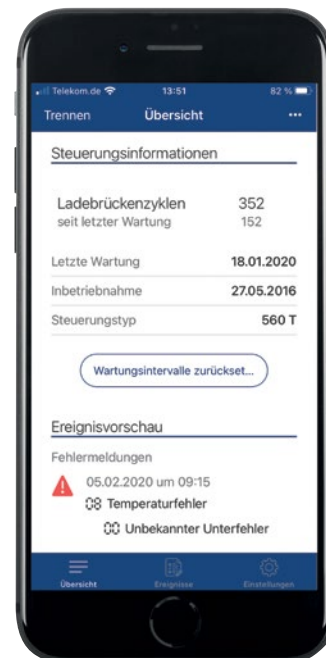 Telekom.de 13:51 82 %
Trennen Übersicht ...
Steuerungsinformationen
Ladebrückenzyklen 352
seit letzter Wartung 152
Letzte Wartung 18.01.2020
Inbetriebnahme 27.05.2016
Steuerungstyp 560 T
Wartungsintervalle zurückset...
Ereignisvorschau
Fehlermeldungen
05.02.2020 um 09:15
08 Temperaturfehler
00 Unbekannter Unterfehler
Übersicht Ereignisse Einstellungen